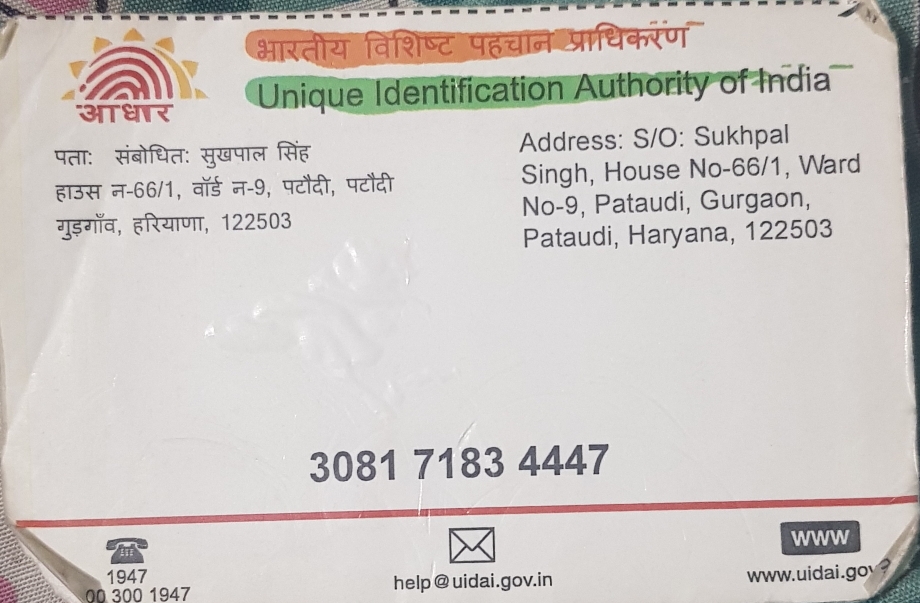 भारतीय विशिष्ट पहचान प्राधिकरण
Unique Identification Authority of India
आधार
पता: संबोधित: सुखपाल सिंह
हाउस न-66/1, वॉर्ड न-9, पटौदी, पटौदी
गुड़गाँव, हरियाणा, 122503
Address: S/O: Sukhpal
Singh, House No-66/1, Ward
No-9, Pataudi, Gurgaon,
Pataudi, Haryana, 122503
3081 7183 4447
1947
00 300 1947
help@uidai.gov.in
www
www.uidai.gov